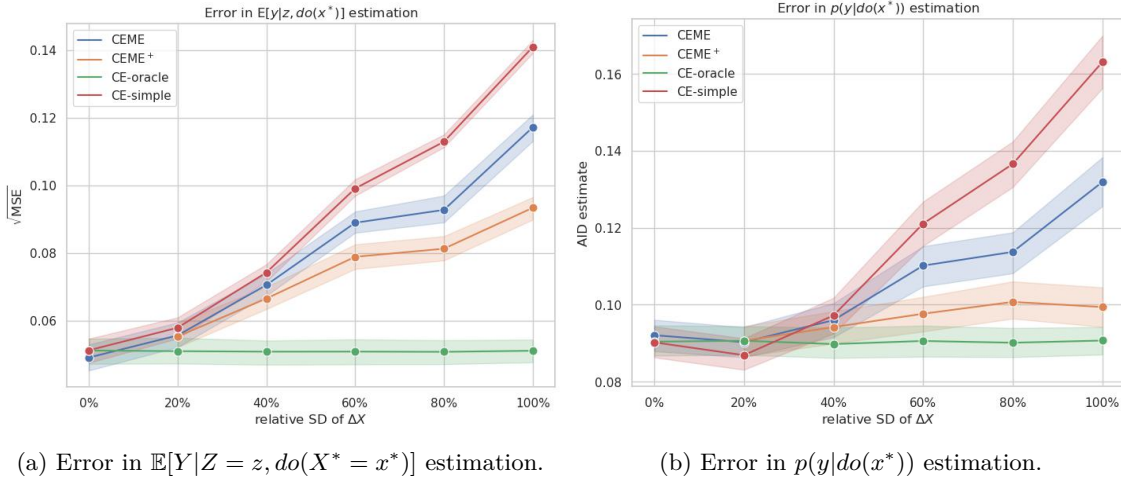 Error in 𝔼[y|z, do(x*)] estimation
CEME
CEME⁺
CE-oracle
CE-simple
√MSE
0.14
0.12
0.10
0.08
0.06
0% 20% 40% 60% 80% 100%
relative SD of ΔX
(a) Error in 𝔼[Y|Z = z, do(X* = x*)] estimation.
Error in p(y|do(x*)) estimation
CEME
CEME⁺
CE-oracle
CE-simple
AID estimate
0.16
0.14
0.12
0.10
0.08
0% 20% 40% 60% 80% 100%
relative SD of ΔX
(b) Error in p(y|do(x*)) estimation.